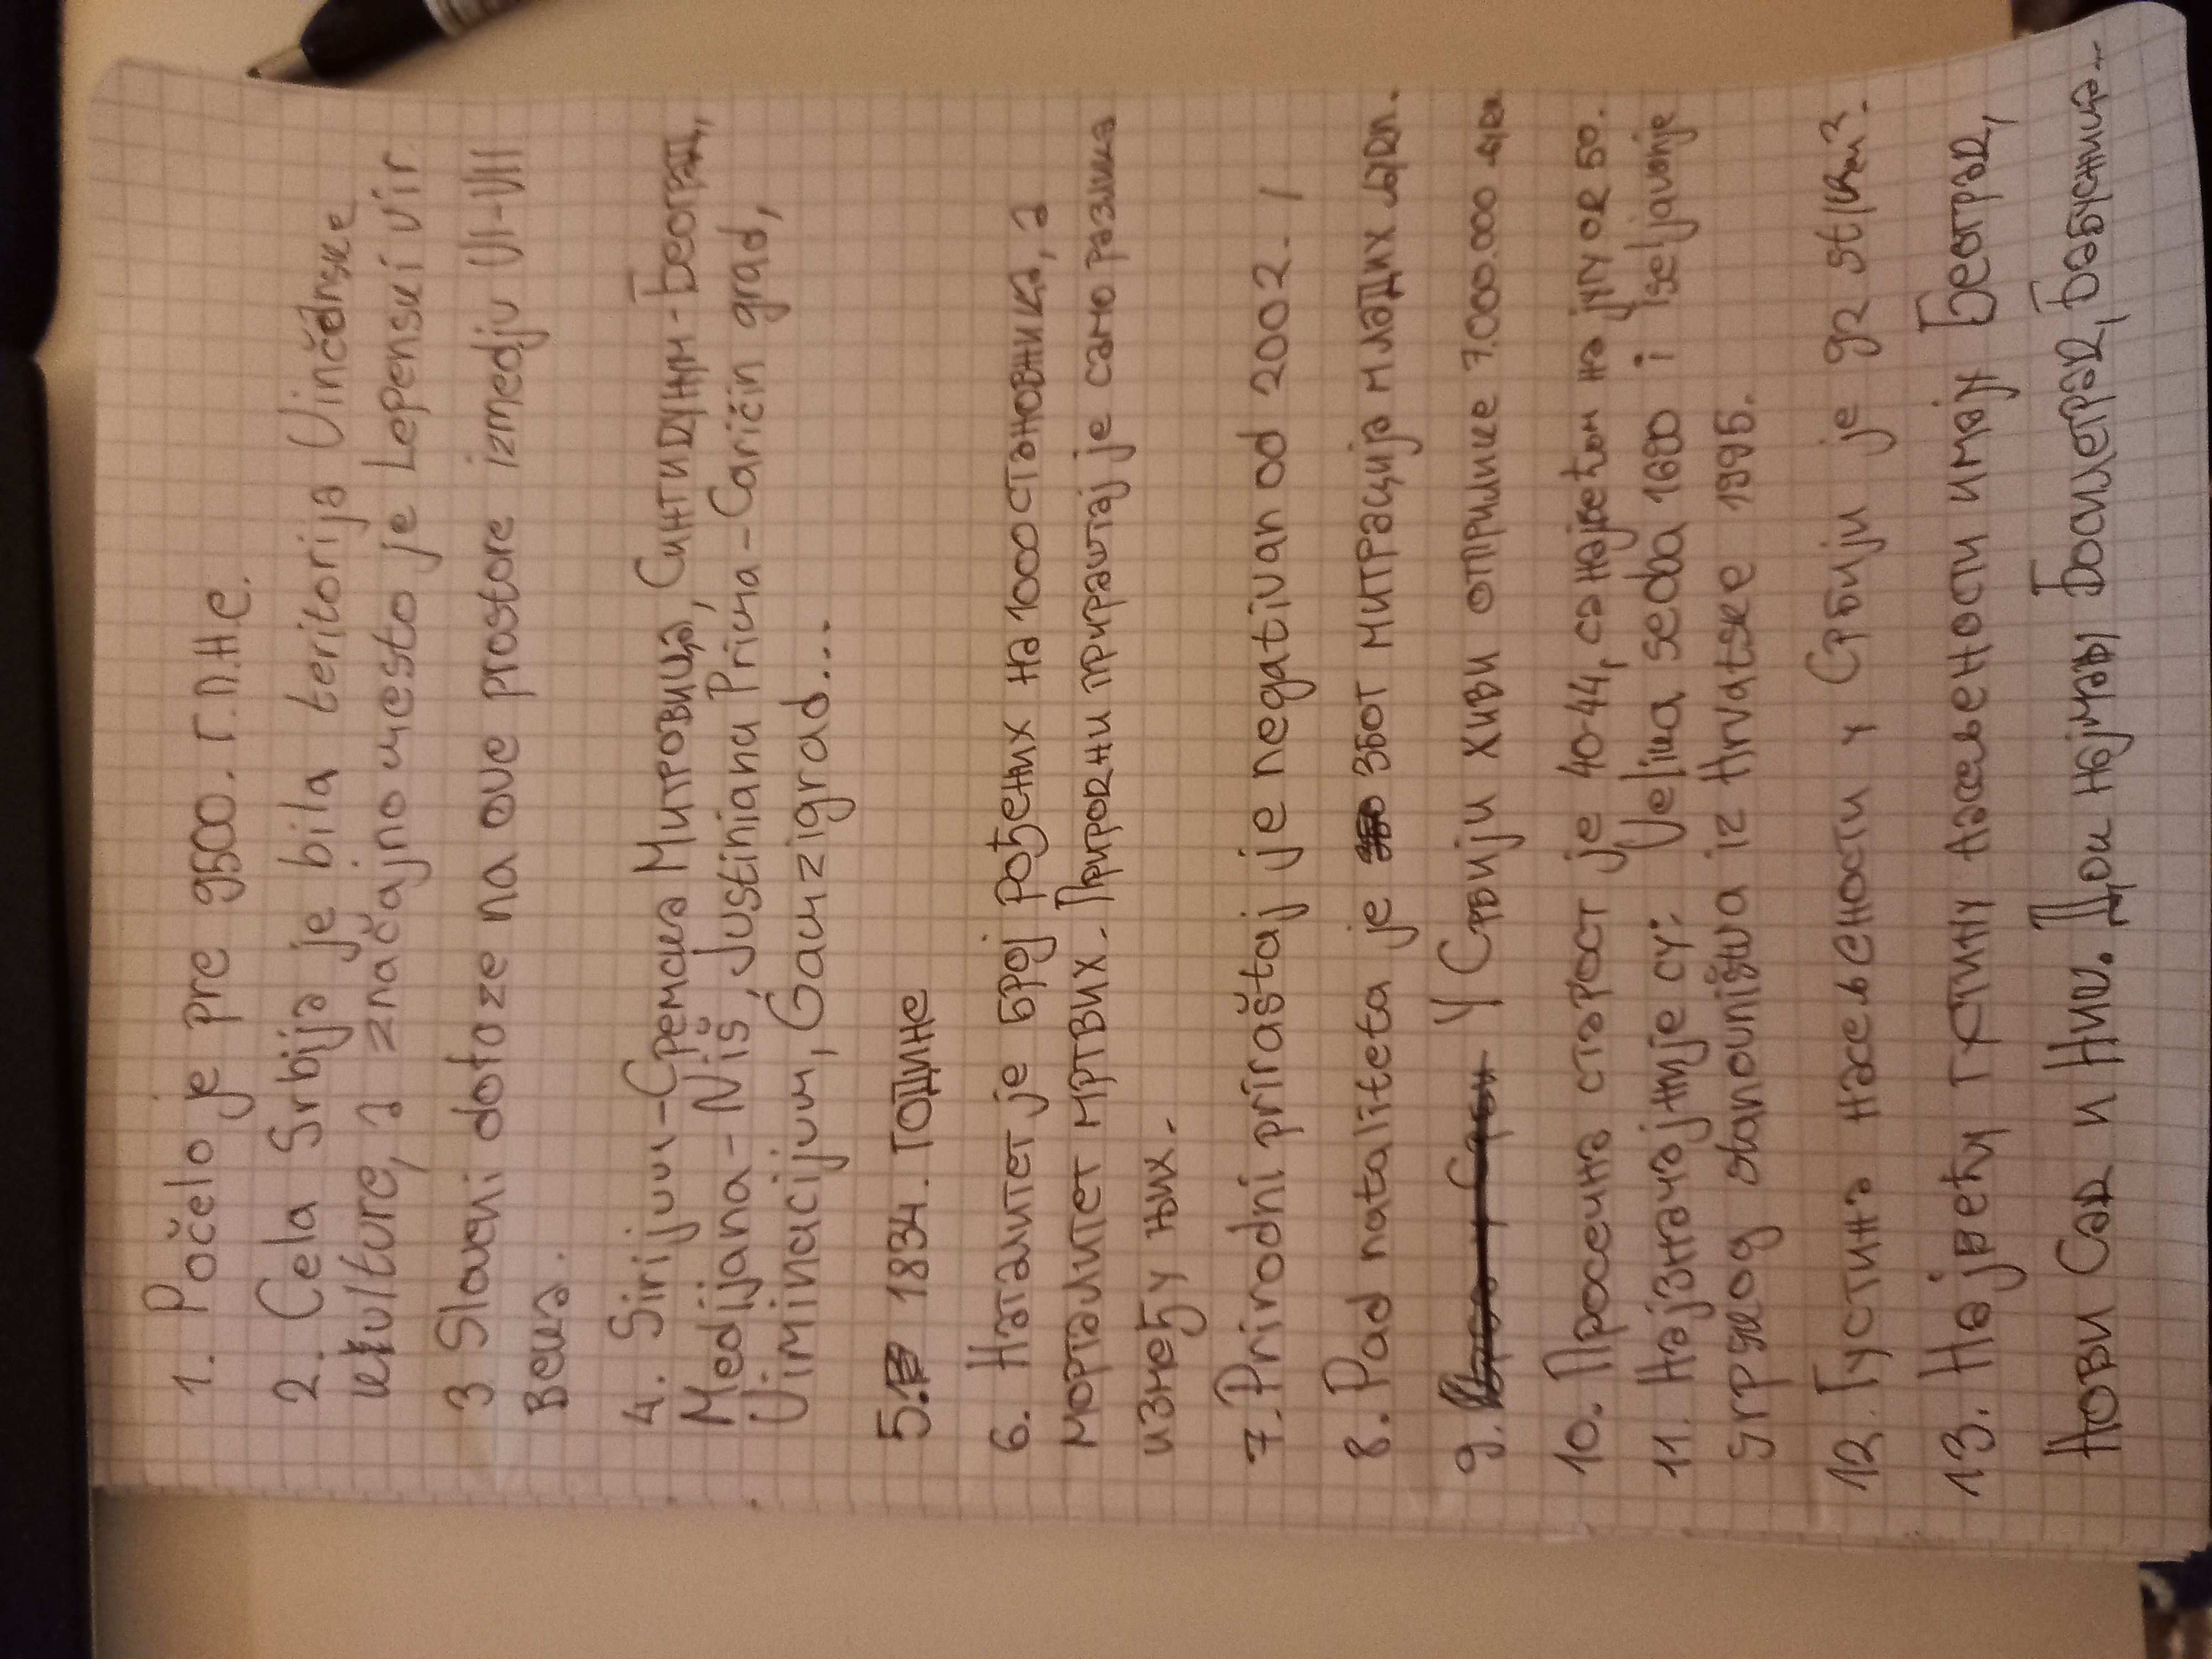 1. Počelo je pre 9500. г.п.н.е.
2. Cela Srbija je bila teritorija Vinčanske
kulture, a značajno mesto je Lepenski Vir
3 Sloveni dolaze na ove prostore izmedju VI-VII
века.
4. Sirijum-Сремска Митровица, Сингидунум-Београд,
Medijana-Niš, Justiniana Prima-Caričin grad,
Viminacijum, Gamzigrad...
5. 1834. године
6. Наталитет је број рођених на 1000 становника, а
морталитет мртвих. Природни прираштај је само разлика
између њих.
7. Prirodni priraštaj je negativan od 2002.
8. Pad nataliteta je због митрација младих људи.
9. У Србији живи отприлике 7.000.000 људи
10. Просечна старост је 40-44, са највећом на југу од 50.
11. Најзначајније су: Velika seoba 1690 i Iseljavanje
srpskog stanovništva iz Hrvatske 1995.
12. Густина насељености у Србији је 92 st/km².
13. Највећу густину насељености имају Београд,
Нови Сад и Ниш. Док најмању Босилеград, Бабушница...